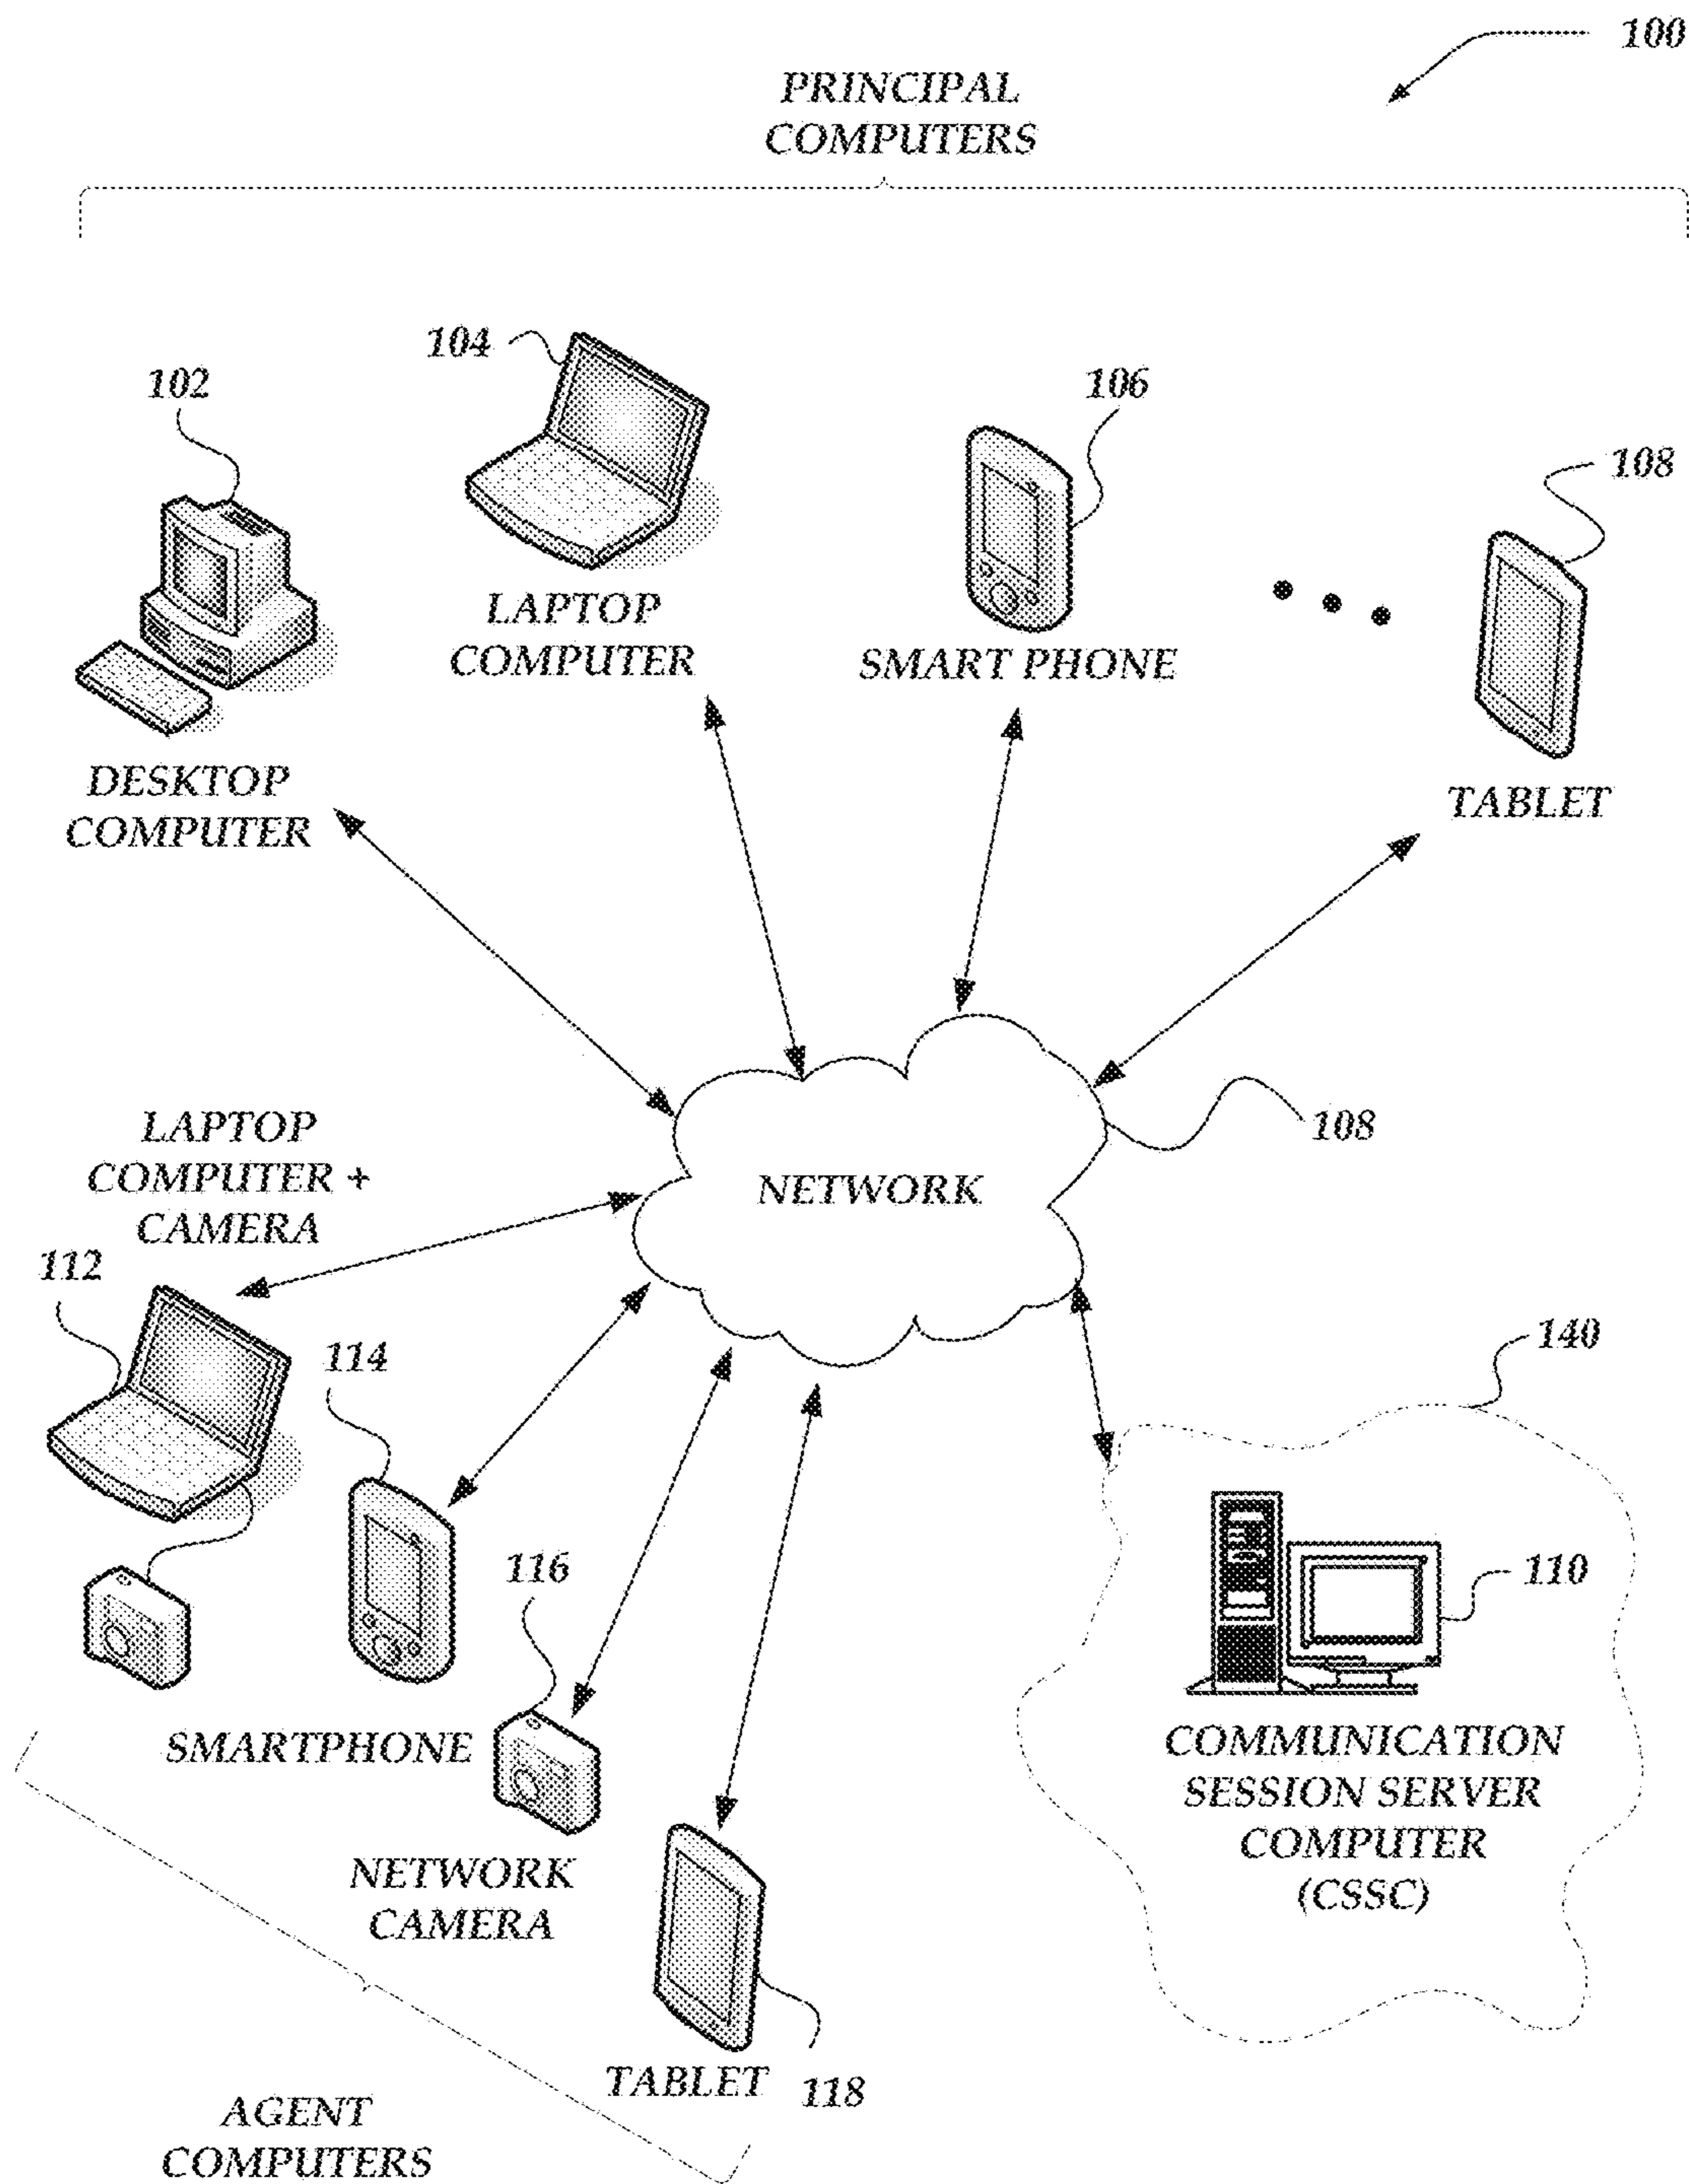 100
PRINCIPAL
COMPUTERS
104
102
106
108
LAPTOP
COMPUTER
SMART PHONE
DESKTOP
COMPUTER
TABLET
LAPTOP
COMPUTER +
CAMERA
108
NETWORK
112
114
140
116
110
SMARTPHONE
COMMUNICATION
SESSION SERVER
COMPUTER
(CSSC)
NETWORK
CAMERA
TABLET
118
AGENT
COMPUTERS